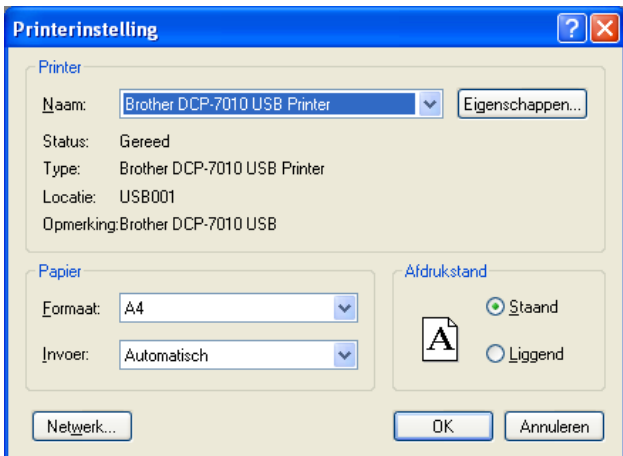 Printerinstelling
Printer
Naam: Brother DCP-7010 USB Printer Eigenschappen...
Status: Gereed
Type: Brother DCP-7010 USB Printer
Locatie: USB001
Opmerking:Brother DCP-7010 USB
Papier
Formaat: A4
Invoer: Automatisch
Afdrukstand
A
Staand
Liggend
Netwerk... OK Annuleren